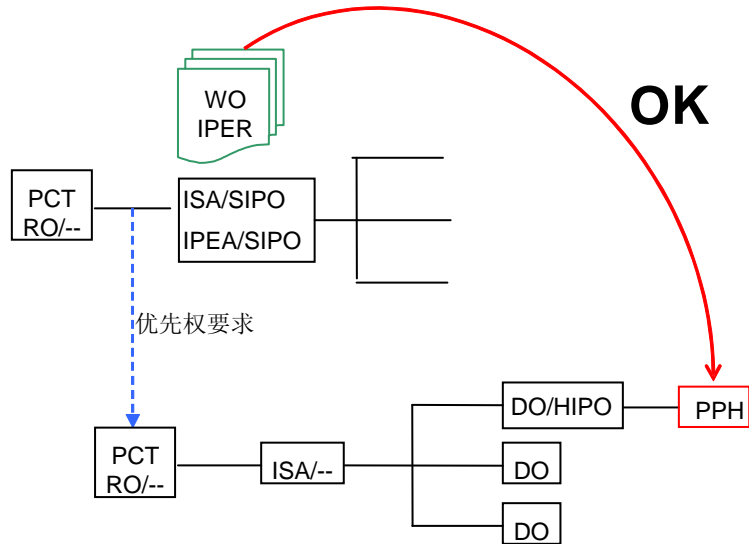 WO
IPER
OK
PCT
RO/--
ISA/SIPO
IPEA/SIPO
优先权要求
DO/HIPO
PPH
PCT
RO/--
ISA/--
DO
DO